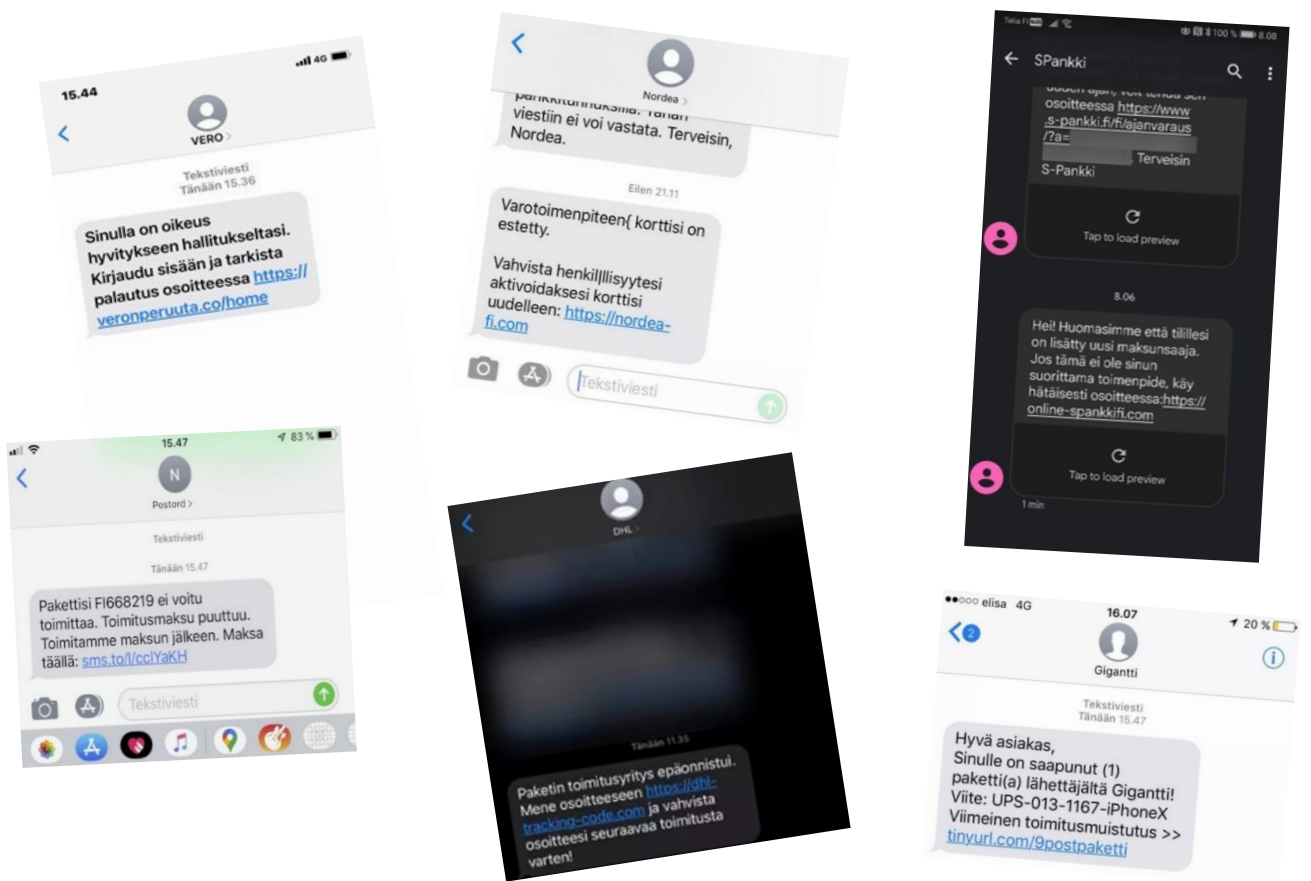 15.44
4G
VERO >
Tekstiviesti
Tänään 15.36
Sinulla on oikeus
hyvitykseen hallitukseltasi.
Kirjaudu sisään ja tarkista
palautus osoitteessa https://
veronperuuta.co/home
Nordea >
viestiin ei voi vastata. Terveisin,
Nordea.
Eilen 21.11
Varotoimenpiteen{ korttisi on
estetty.
Vahvista henkil|llisyytesi
aktivoidaksesi korttisi
uudelleen: https://nordea-
fi.com
Tekstiviesti
Telia FI
100 % 8.08
SPankki
osoitteessa https://www
.s-pankki.fi/fi/ajanvaraus
/?a=
. Terveisin
S-Pankki
Tap to load preview
8.06
Hei! Huomasimme että tilillesi
on lisätty uusi maksunsaaja.
Jos tämä ei ole sinun
suorittama toimenpide, käy
hätäisesti osoitteessa:https://
online-spankkifi.com
Tap to load preview
1 min
15.47
83 %
N
Postord >
Tekstiviesti
Tänään 15.47
Pakettisi FI668219 ei voitu
toimittaa. Toimitusmaksu puuttuu.
Toimitamme maksun jälkeen. Maksa
täällä: sms.to/l/cclYaKH
Tekstiviesti
DHL >
Tänään 11.35
Paketin toimitusyritys epäonnistui.
Mene osoitteeseen https://dhl-
tracking-code.com ja vahvista
osoitteesi seuraavaa toimitusta
varten!
elisa 4G
16.07
20 %
2
Gigantti
Tekstiviesti
Tänään 15.47
Hyvä asiakas,
Sinulle on saapunut (1)
paketti(a) lähettäjältä Gigantti!
Viite: UPS-013-1167-iPhoneX
Viimeinen toimitusmuistutus >>
tinyurl.com/9postpaketti